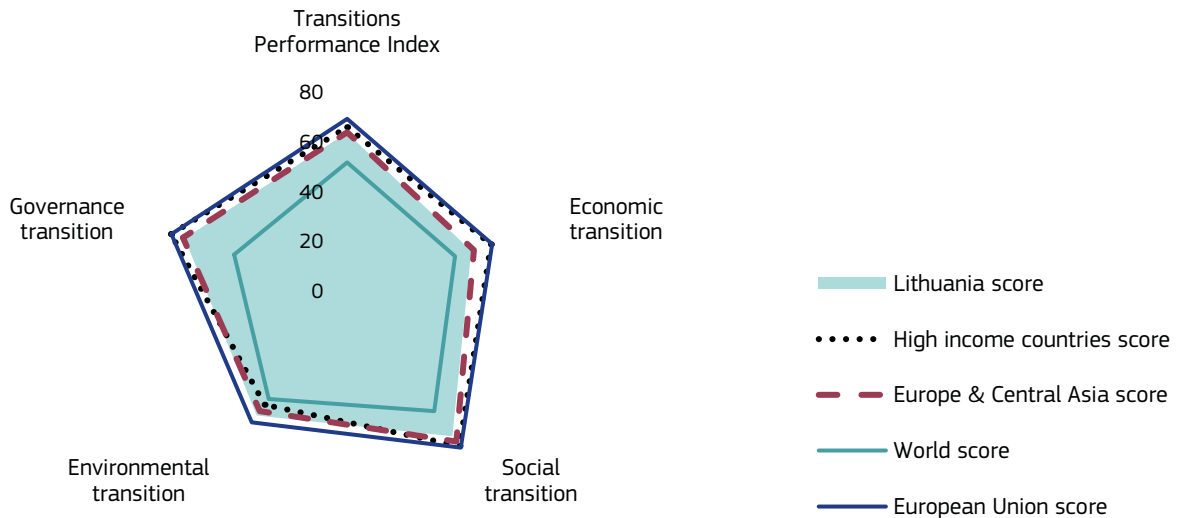 Transitions
Performance Index
80
60
40
20
0
Governance
transition
Economic
transition
Environmental
transition
Social
transition
Lithuania score
High income countries score
Europe & Central Asia score
World score
European Union score